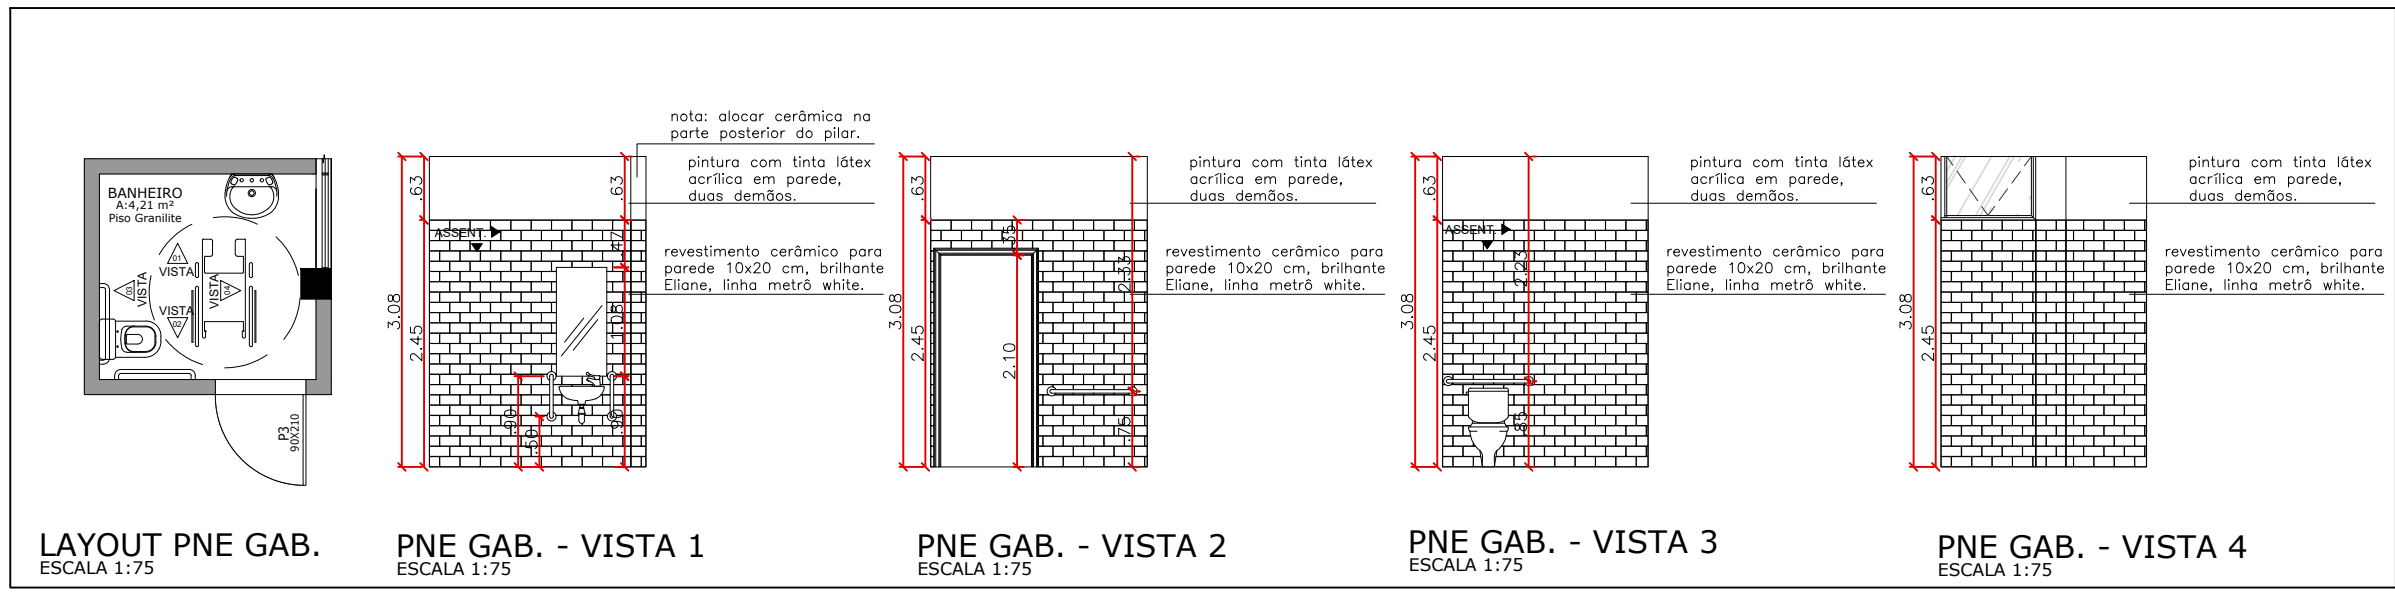 BANHEIRO
A:4,21 m²
Piso Granilite
01
VISTA
03
VISTA
VISTA
04
VISTA
02
P3
90X210
LAYOUT PNE GAB.
ESCALA 1:75
nota: alocar cerâmica na
parte posterior do pilar.
pintura com tinta látex
acrílica em parede,
duas demãos.
revestimento cerâmico para
parede 10x20 cm, brilhante
Eliane, linha metrô white.
ASSENT.
3.08
.63
2.45
.63
.47
1.08
.90
.90
.50
PNE GAB. - VISTA 1
ESCALA 1:75
pintura com tinta látex
acrílica em parede,
duas demãos.
revestimento cerâmico para
parede 10x20 cm, brilhante
Eliane, linha metrô white.
3.08
.63
2.45
.35
2.10
2.33
.75
PNE GAB. - VISTA 2
ESCALA 1:75
pintura com tinta látex
acrílica em parede,
duas demãos.
revestimento cerâmico para
parede 10x20 cm, brilhante
Eliane, linha metrô white.
ASSENT.
3.08
.63
2.45
2.23
.85
PNE GAB. - VISTA 3
ESCALA 1:75
pintura com tinta látex
acrílica em parede,
duas demãos.
revestimento cerâmico para
parede 10x20 cm, brilhante
Eliane, linha metrô white.
3.08
.63
2.45
PNE GAB. - VISTA 4
ESCALA 1:75